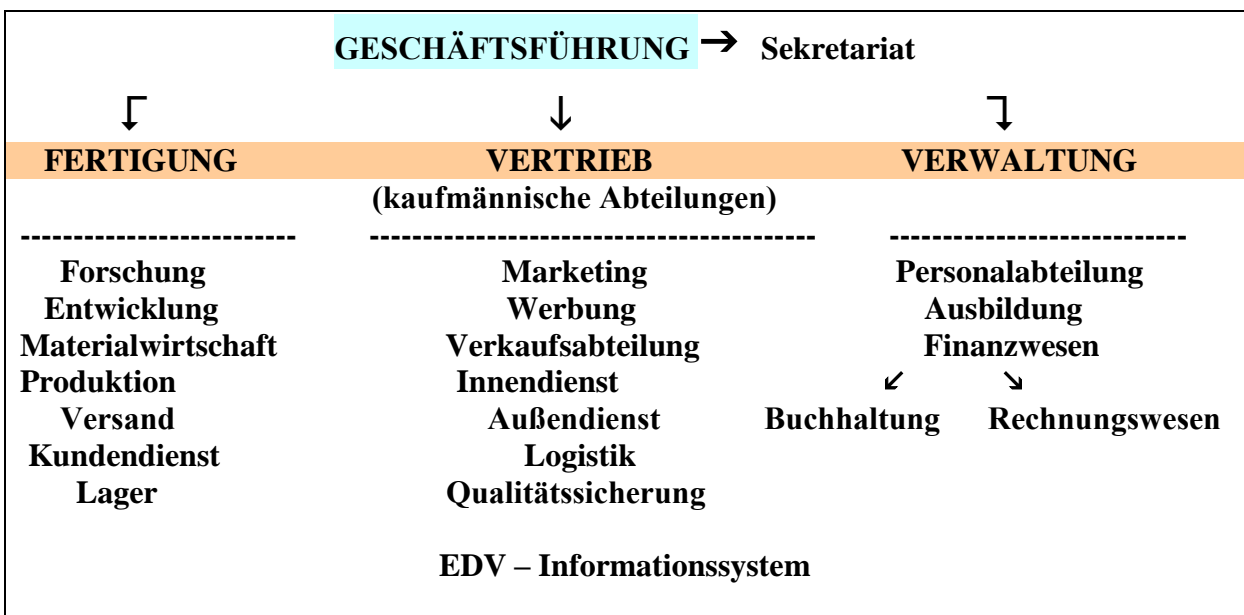 GESCHÄFTSFÜHRUNG → Sekretariat
FERTIGUNG VERTRIEB VERWALTUNG
(kaufmännische Abteilungen)
Forschung Marketing Personalabteilung
Entwicklung Werbung Ausbildung
Materialwirtschaft Verkaufsabteilung Finanzwesen
Produktion Innendienst
Versand Außendienst Buchhaltung Rechnungswesen
Kundendienst Logistik
Lager Qualitätssicherung
EDV – Informationssystem